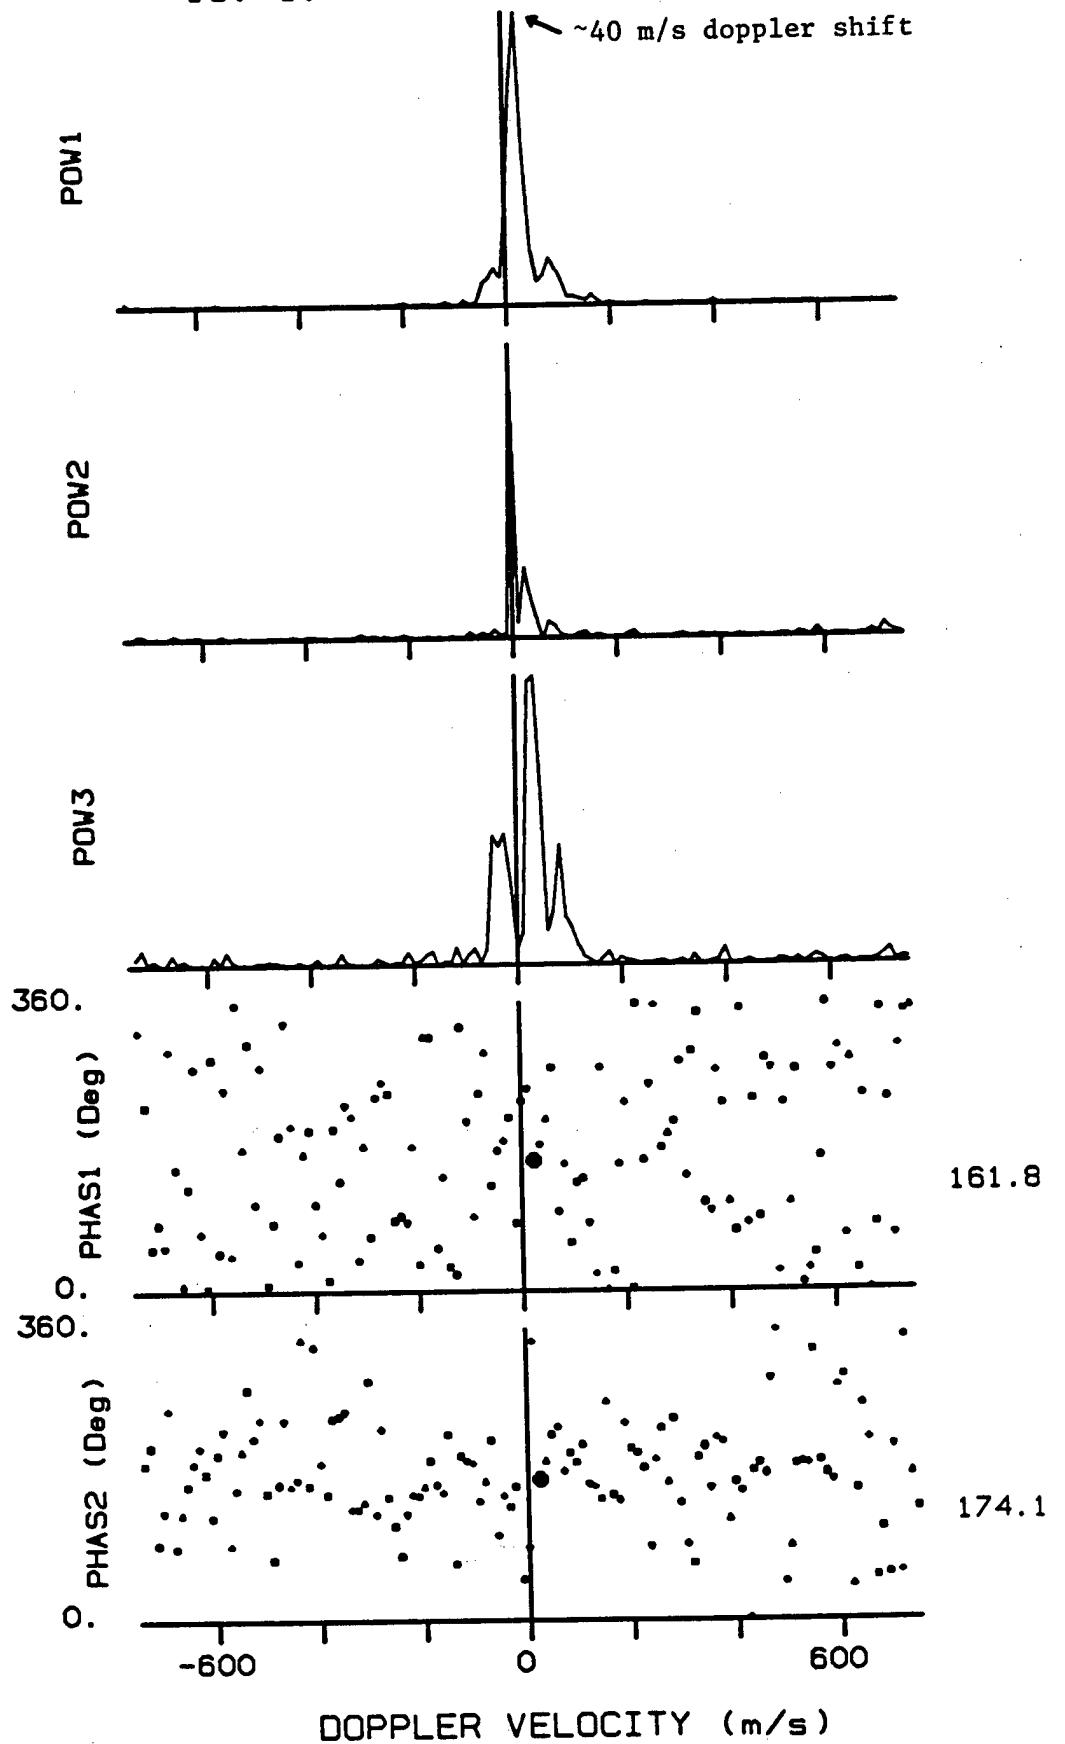 ~40 m/s doppler shift
POW1
POW2
POW3
360.
PHAS1 (Deg)
161.8
0.
360.
PHAS2 (Deg)
174.1
0.
-600 0 600
DOPPLER VELOCITY (m/s)